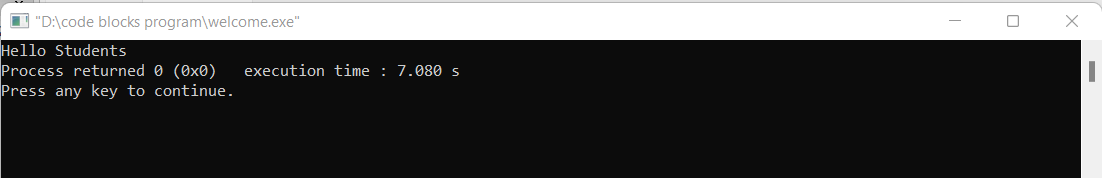 "D:\code blocks program\welcome.exe"
Hello Students
Process returned 0 (0x0)   execution time : 7.080 s
Press any key to continue.